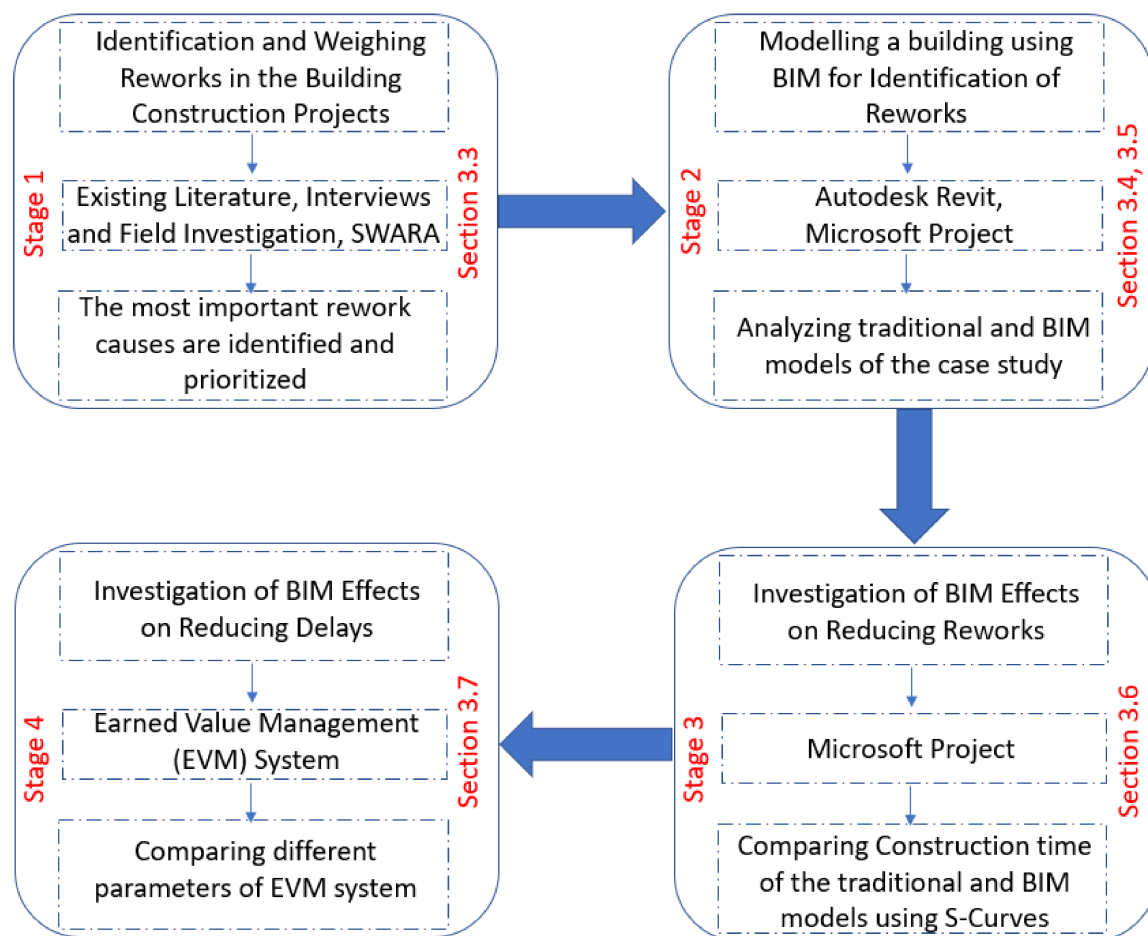 Stage 1
Identification and Weighing
Reworks in the Building
Construction Projects
Existing Literature, Interviews
and Field Investigation, SWARA
The most important rework
causes are identified and
prioritized
Section 3.3
Stage 2
Modelling a building using
BIM for Identification of
Reworks
Autodesk Revit,
Microsoft Project
Analyzing traditional and BIM
models of the case study
Section 3.4, 3.5
Stage 3
Investigation of BIM Effects
on Reducing Reworks
Microsoft Project
Comparing Construction time
of the traditional and BIM
models using S-Curves
Section 3.6
Stage 4
Investigation of BIM Effects
on Reducing Delays
Earned Value Management
(EVM) System
Comparing different
parameters of EVM system
Section 3.7